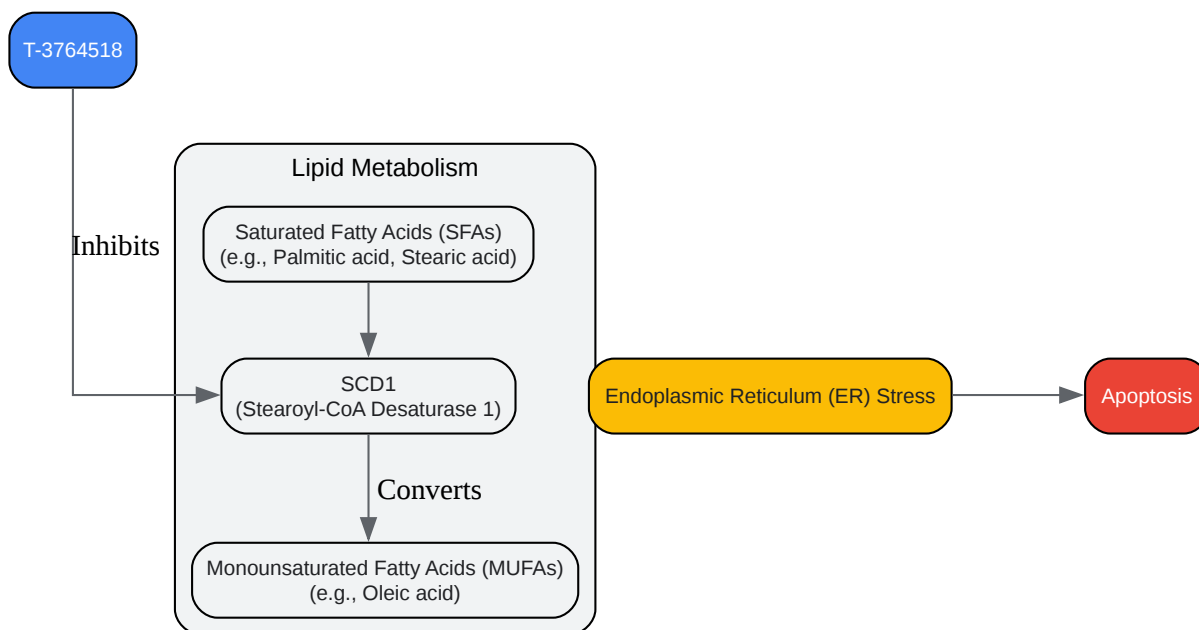 T-3764518
Lipid Metabolism
Saturated Fatty Acids (SFAs)
(e.g., Palmitic acid, Stearic acid)
Inhibits
SCD1
(Stearoyl-CoA Desaturase 1)
Endoplasmic Reticulum (ER) Stress
Apoptosis
Converts
Monounsaturated Fatty Acids (MUFAs)
(e.g., Oleic acid)